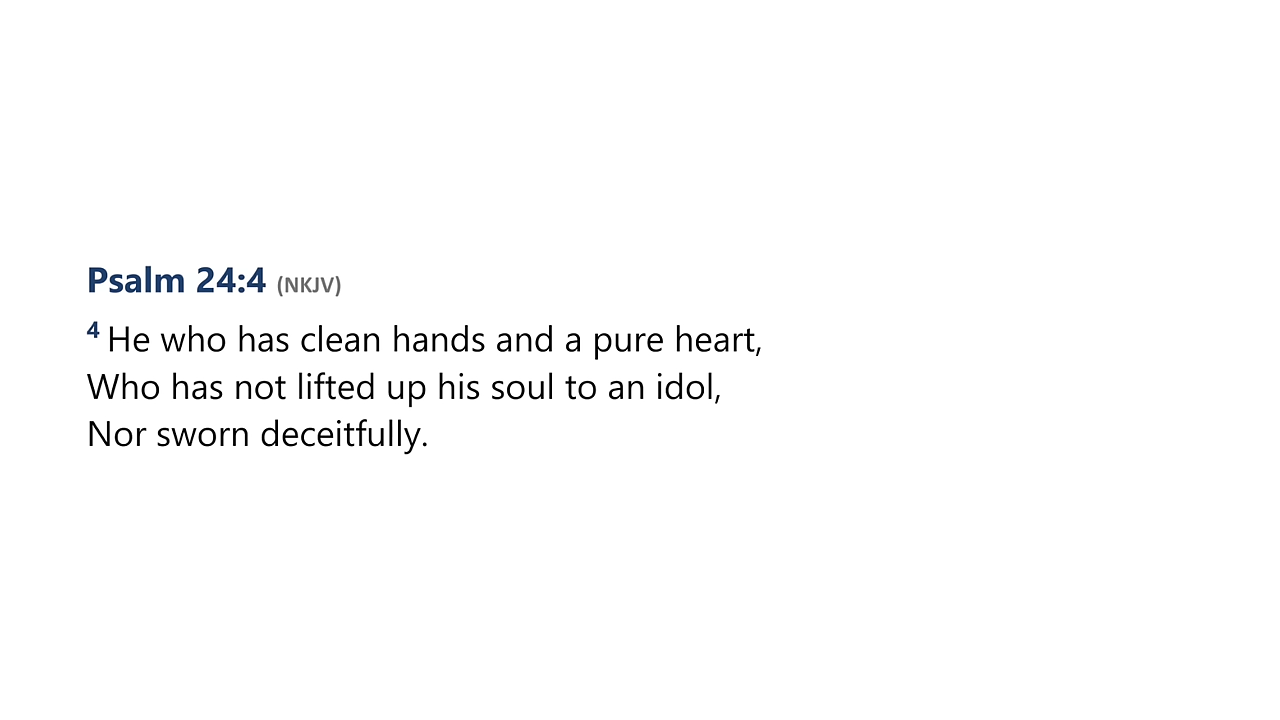 Psalm 24:4 (NKJV)
4 He who has clean hands and a pure heart,
Who has not lifted up his soul to an idol,
Nor sworn deceitfully.